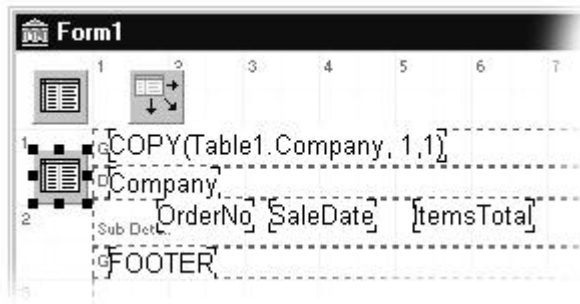 Form1
1 2 3 4 5 6 7
1 G COPY(Table1.Company, 1,1)
D Company
2 Sub Det... OrderNo SaleDate ItemsTotal
G FOOTER
3